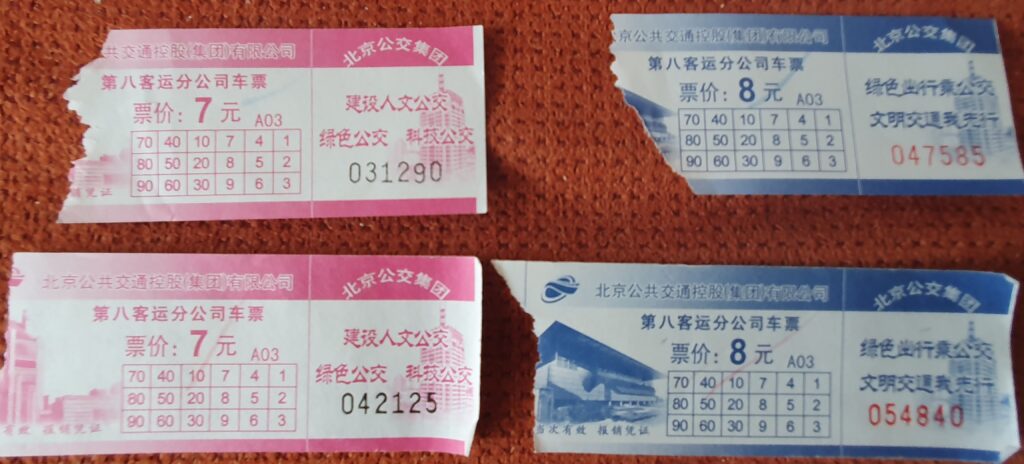 京公共交通控股(集团)有限公司
北京公交集团
第八客运分公司车票
票价: 7 元 A03
建设人文公交
绿色公交 科技公交
70 40 10 7 4 1
80 50 20 8 5 2
90 60 30 9 6 3
031290
销凭证
京公共交通控股(集团)有限公司
北京公交集团
第八客运分公司车票
票价: 8 元 A03
绿色出行乘公交
文明交通我先行
70 40 10 7 4 1
80 50 20 8 5 2
90 60 30 9 6 3
047585
北京公共交通控股(集团)有限公司
北京公交集团
第八客运分公司车票
票价: 7 元 A03
建设人文公交
绿色公交 科技公交
70 40 10 7 4 1
80 50 20 8 5 2
90 60 30 9 6 3
042125
有效 报销凭证
北京公共交通控股(集团)有限公司
北京公交集团
第八客运分公司车票
票价: 8 元 A03
绿色出行乘公交
文明交通我先行
70 40 10 7 4 1
80 50 20 8 5 2
90 60 30 9 6 3
054840
当次有效 报销凭证